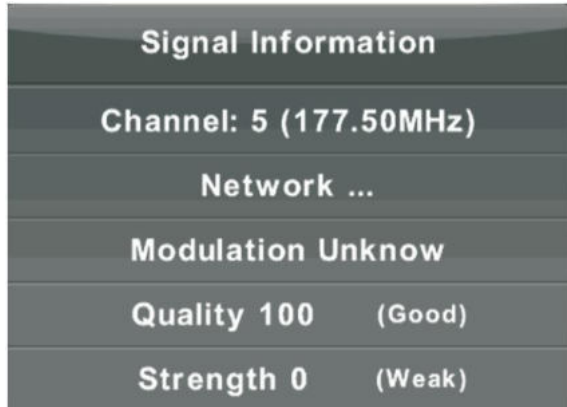 Signal Information
Channel: 5 (177.50MHz)
Network ...
Modulation Unknow
Quality 100 (Good)
Strength 0 (Weak)